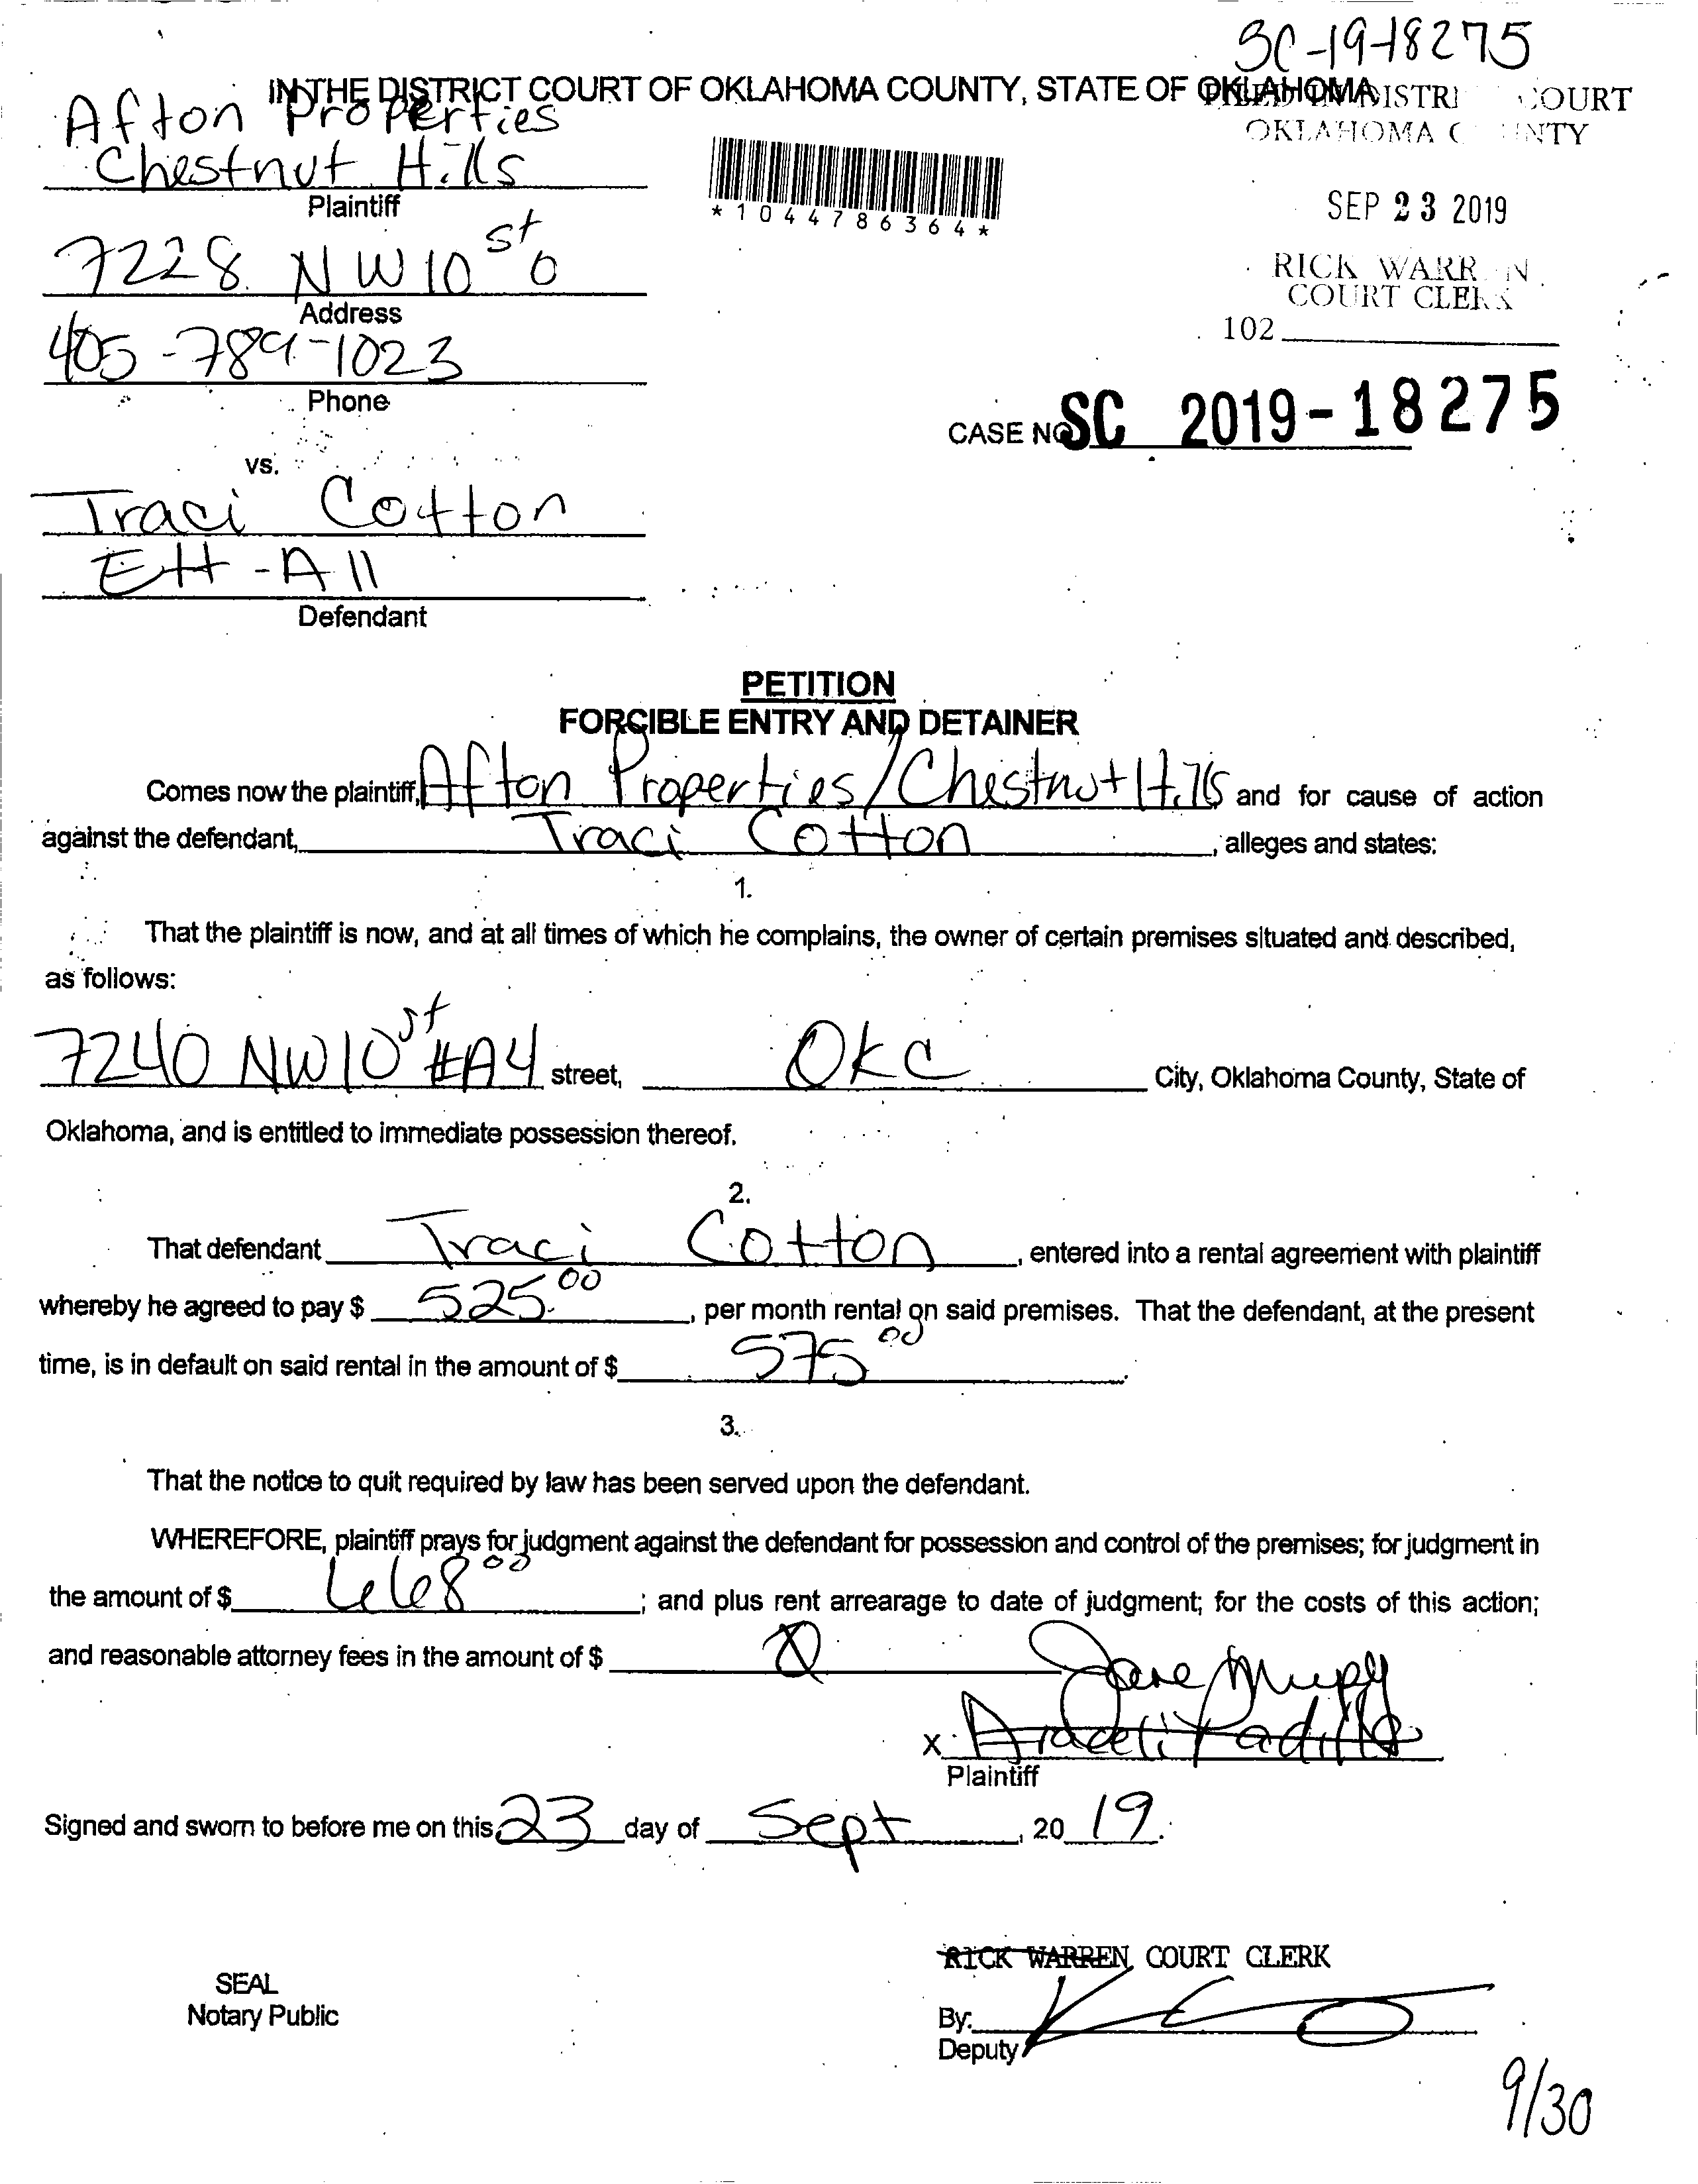 SC-19-18275
IN THE DISTRICT COURT OF OKLAHOMA COUNTY, STATE OF OKLAHOMA
FILED IN DISTRI COURT
OKLAHOMA C NTY
Afton Properties
Chestnut Hills
Plaintiff
*1044786364*
SEP 23 2019
7228 NW 10 st
Address
RICK WARR N
COURT CLERK
102
405-789-1023
Phone
CASE NO SC 2019-18275
vs.
Traci Cotton
Defendant
PETITION
FORCIBLE ENTRY AND DETAINER
Comes now the plaintiff, Afton Properties/Chestnut Hills and for cause of action
against the defendant, Traci Cotton, alleges and states:
1.
That the plaintiff is now, and at all times of which he complains, the owner of certain premises situated and described,
as follows:
7240 NW 10 st #A4 street, OKC City, Oklahoma County, State of
Oklahoma, and is entitled to immediate possession thereof.
2.
That defendant Traci Cotton, entered into a rental agreement with plaintiff
whereby he agreed to pay $ 525.00, per month rental on said premises. That the defendant, at the present
time, is in default on said rental in the amount of $ 575 00.
3.
That the notice to quit required by law has been served upon the defendant.
WHEREFORE, plaintiff prays for judgment against the defendant for possession and control of the premises; for judgment in
the amount of $ 668 00; and plus rent arrearage to date of judgment; for the costs of this action;
and reasonable attorney fees in the amount of $
x Araceli Padilla
Plaintiff
Signed and sworn to before me on this 23 day of Sept, 20 19.
RICK WARREN, COURT CLERK
SEAL
Notary Public
By:
Deputy
9/30